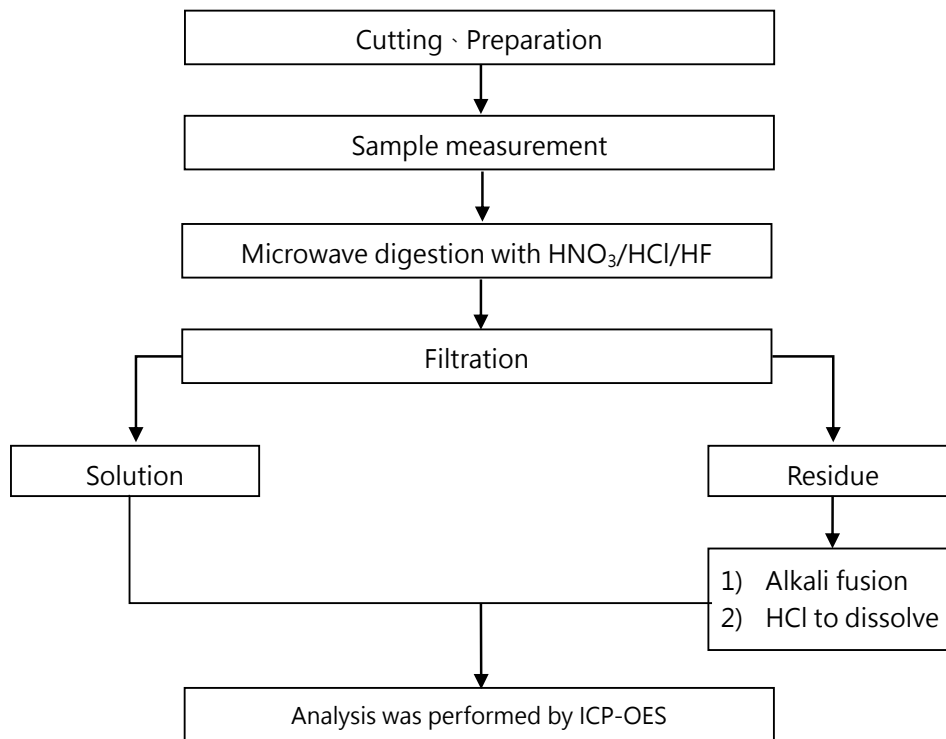 Cutting、Preparation
Sample measurement
Microwave digestion with HNO₃/HCl/HF
Filtration
Solution
Residue
1) Alkali fusion
2) HCl to dissolve
Analysis was performed by ICP-OES